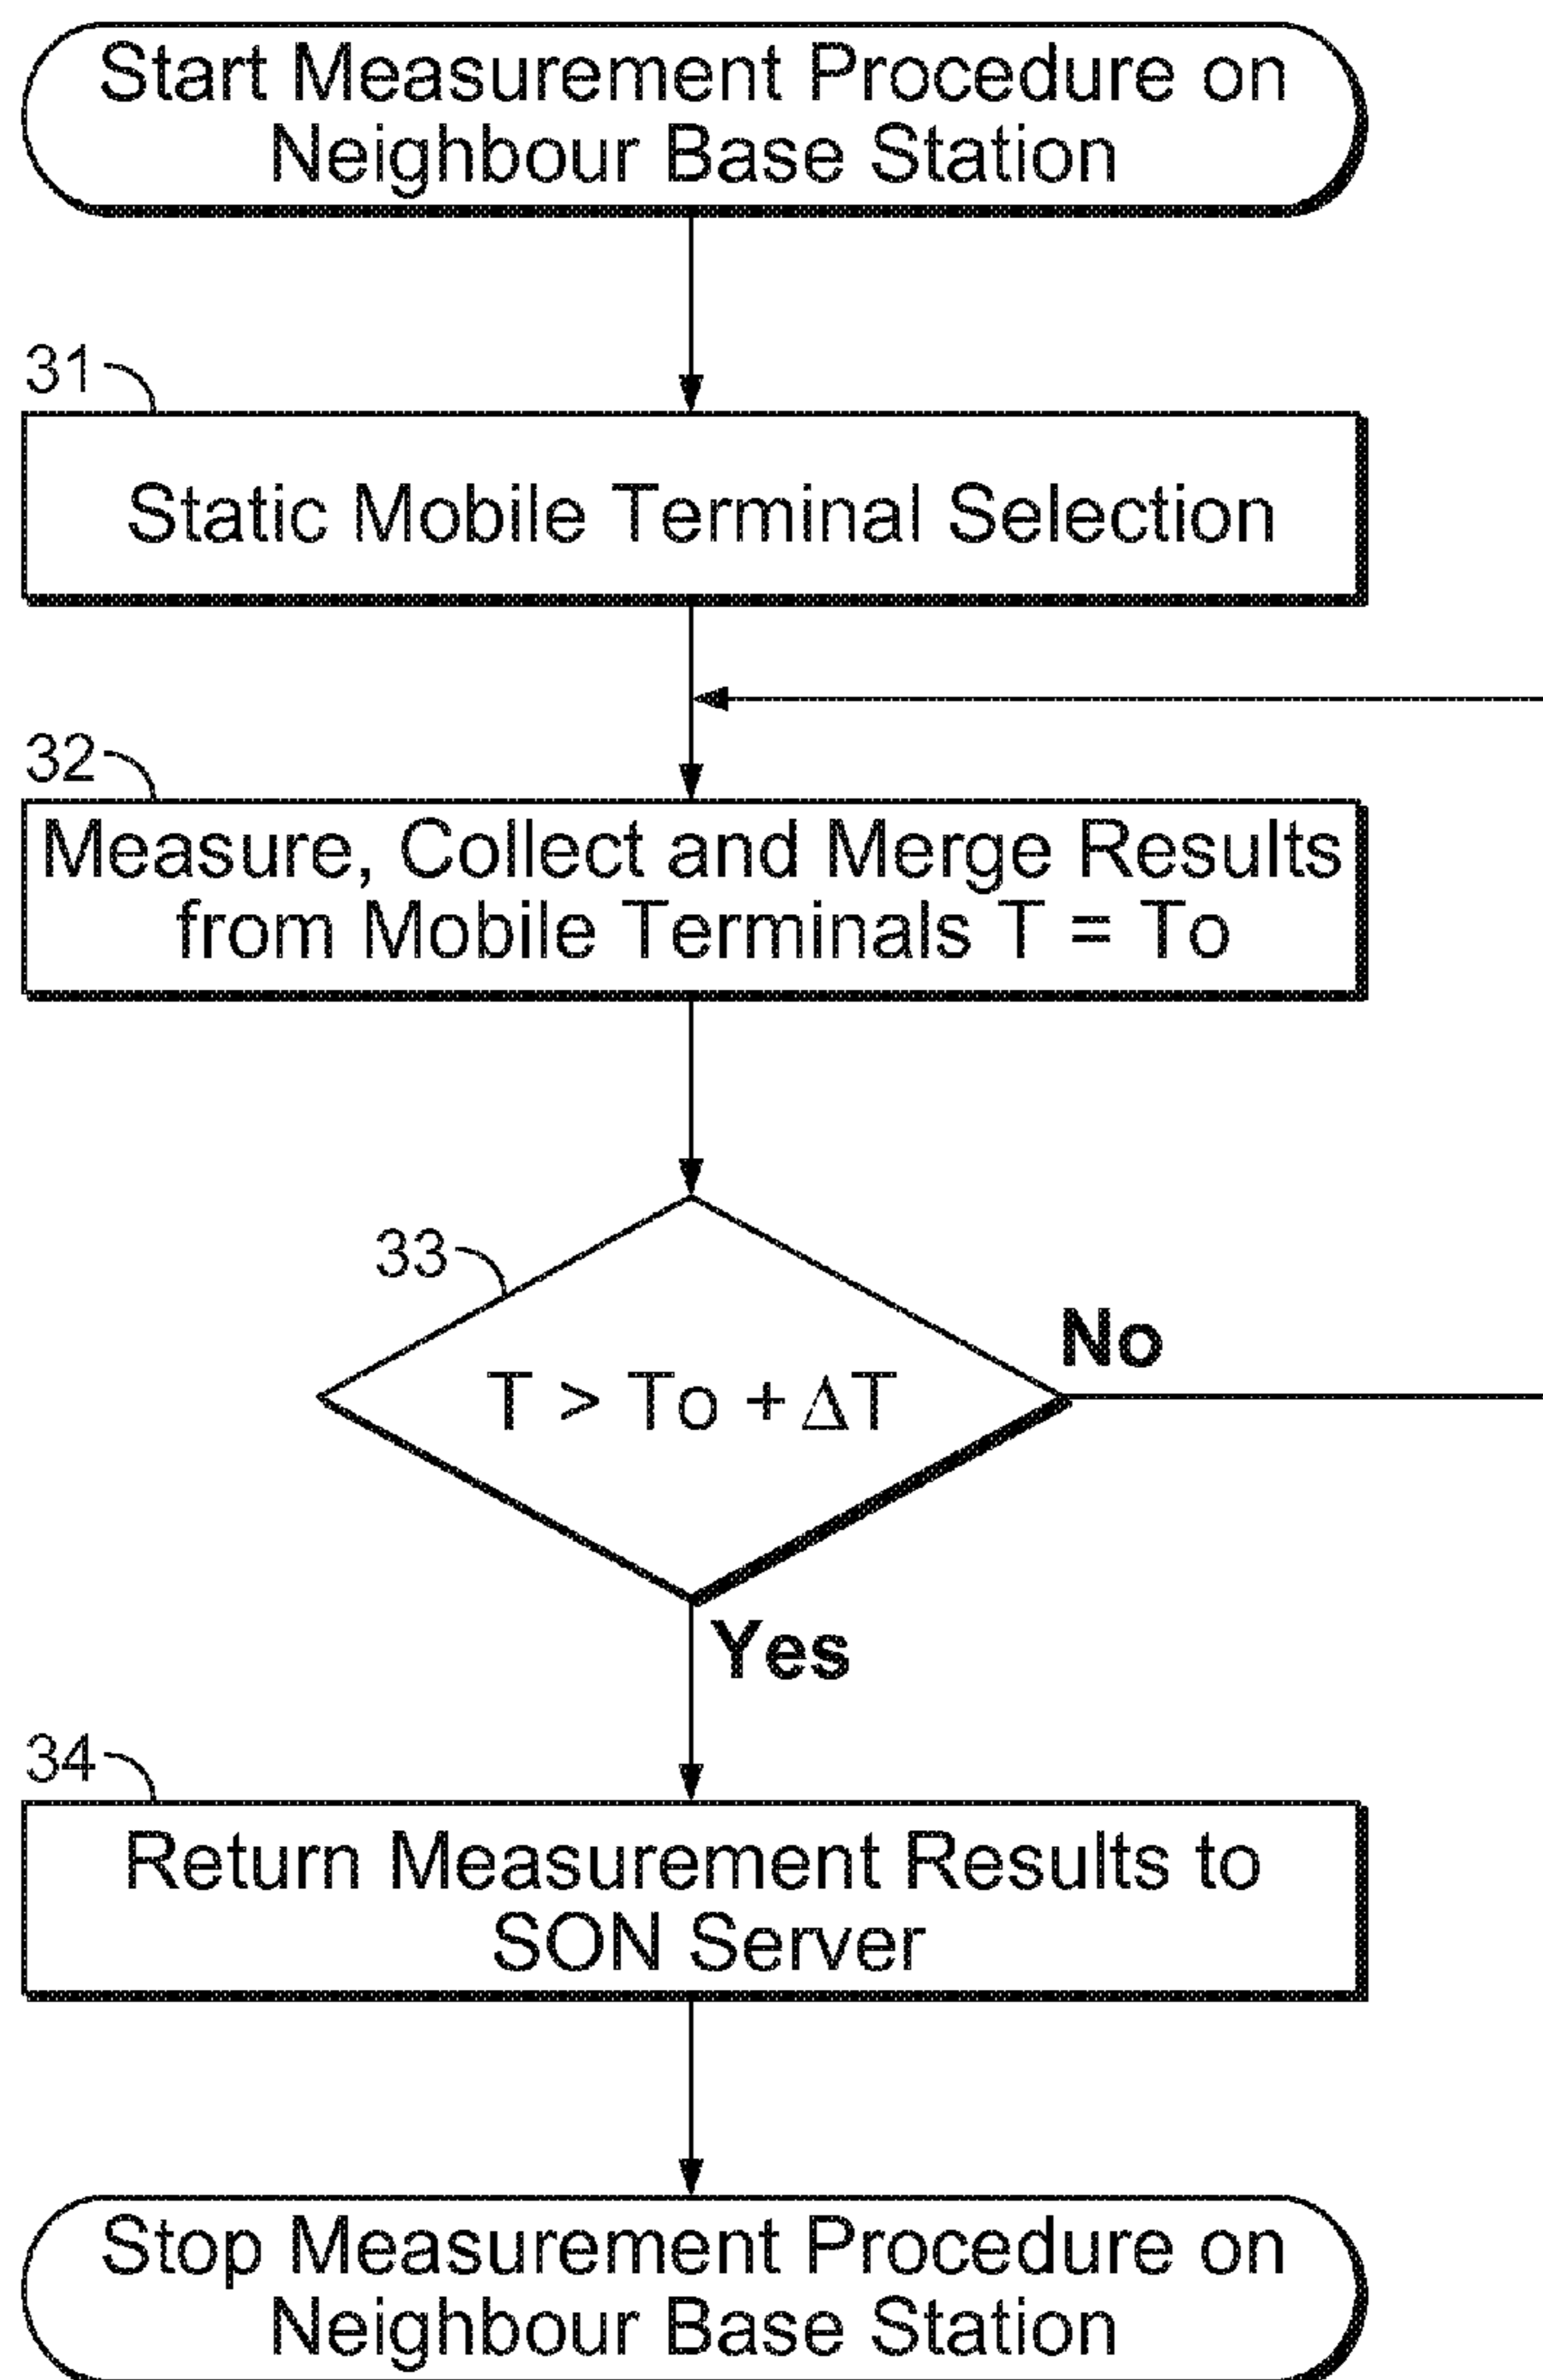 Start Measurement Procedure on
Neighbour Base Station
31
Static Mobile Terminal Selection
32
Measure, Collect and Merge Results
from Mobile Terminals T = To
33
No
T > To + ΔT
Yes
34
Return Measurement Results to
SON Server
Stop Measurement Procedure on
Neighbour Base Station